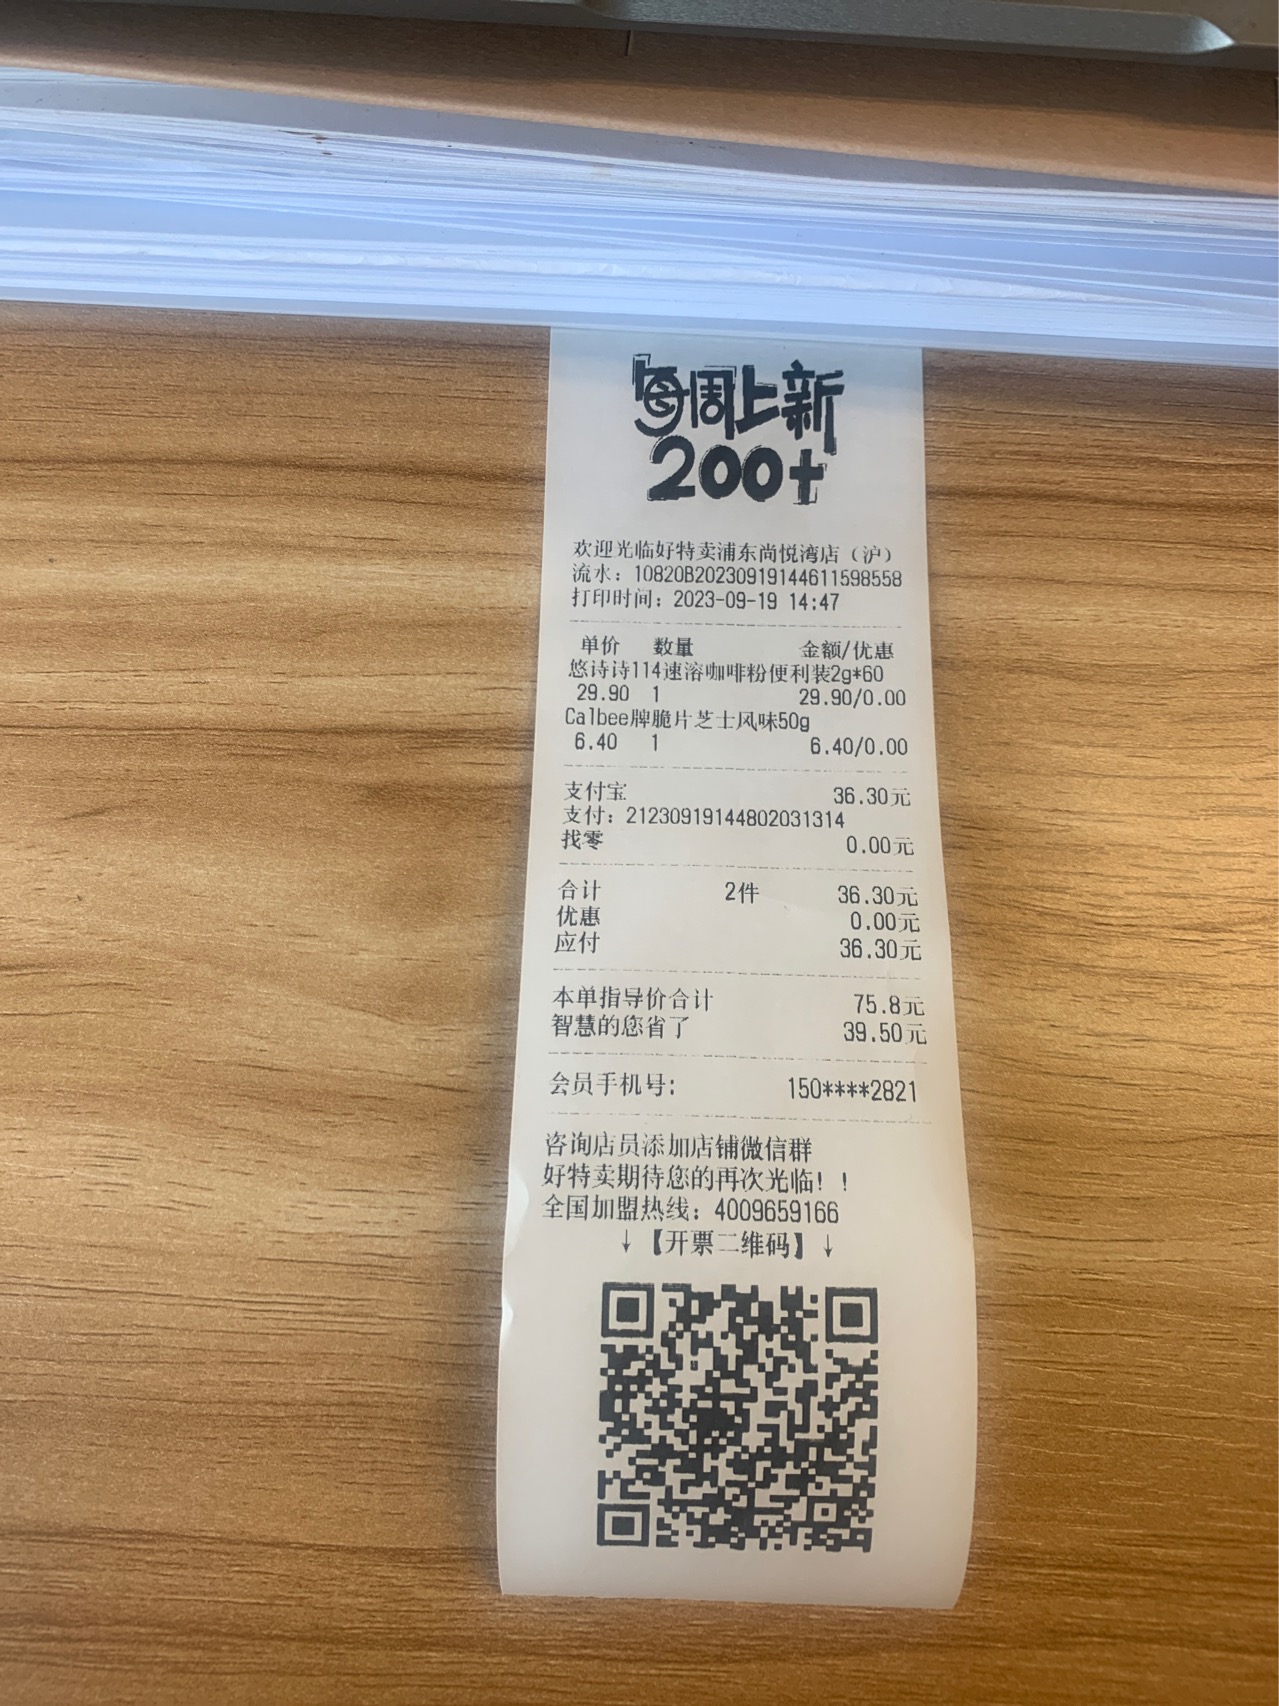 每周上新
200+
欢迎光临好特卖浦东尚悦湾店（沪）
流水：10820B20230919144611598558
打印时间：2023-09-19 14:47
单价 数量 金额/优惠
悠诗诗114速溶咖啡粉便利装2g*60
29.90 1 29.90/0.00
Calbee牌脆片芝士风味50g
6.40 1 6.40/0.00
支付宝 36.30元
支付：21230919144802031314
找零 0.00元
合计 2件 36.30元
优惠 0.00元
应付 36.30元
本单指导价合计 75.8元
智慧的您省了 39.50元
会员手机号： 150****2821
咨询店员添加店铺微信群
好特卖期待您的再次光临！！
全国加盟热线：4009659166
↓【开票二维码】↓